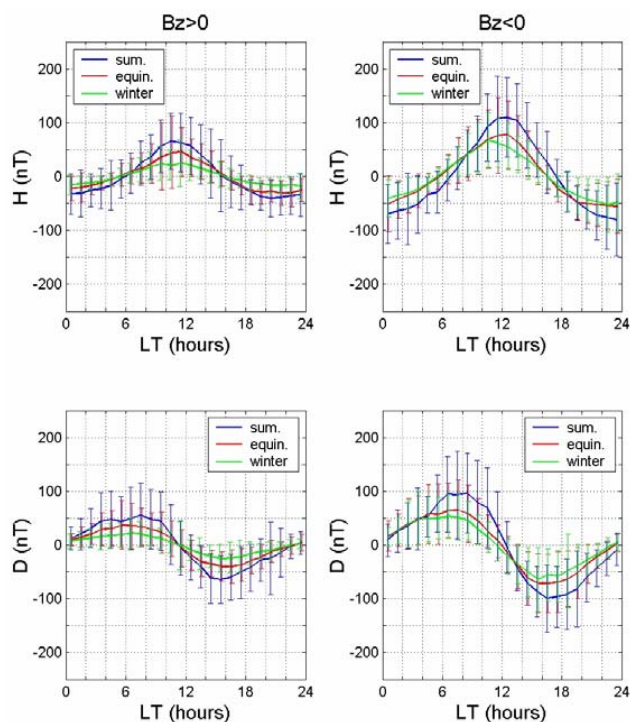 Bz>0
Bz<0
sum.
equin.
winter
200
100
0
-100
-200
H (nT)
0 6 12 18 24
LT (hours)
sum.
equin.
winter
200
100
0
-100
-200
H (nT)
0 6 12 18 24
LT (hours)
sum.
equin.
winter
200
100
0
-100
-200
D (nT)
0 6 12 18 24
LT (hours)
sum.
equin.
winter
200
100
0
-100
-200
D (nT)
0 6 12 18 24
LT (hours)